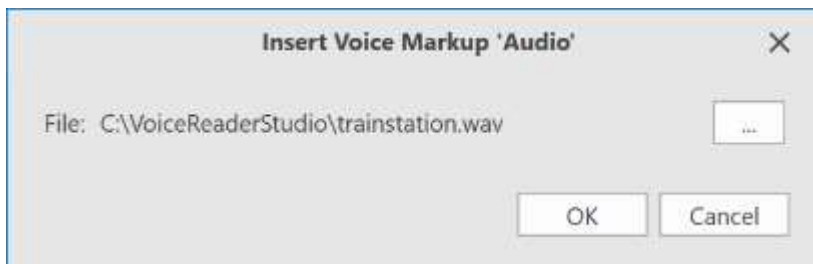 Insert Voice Markup 'Audio'
File: C:\VoiceReaderStudio\trainstation.wav ...
OK Cancel